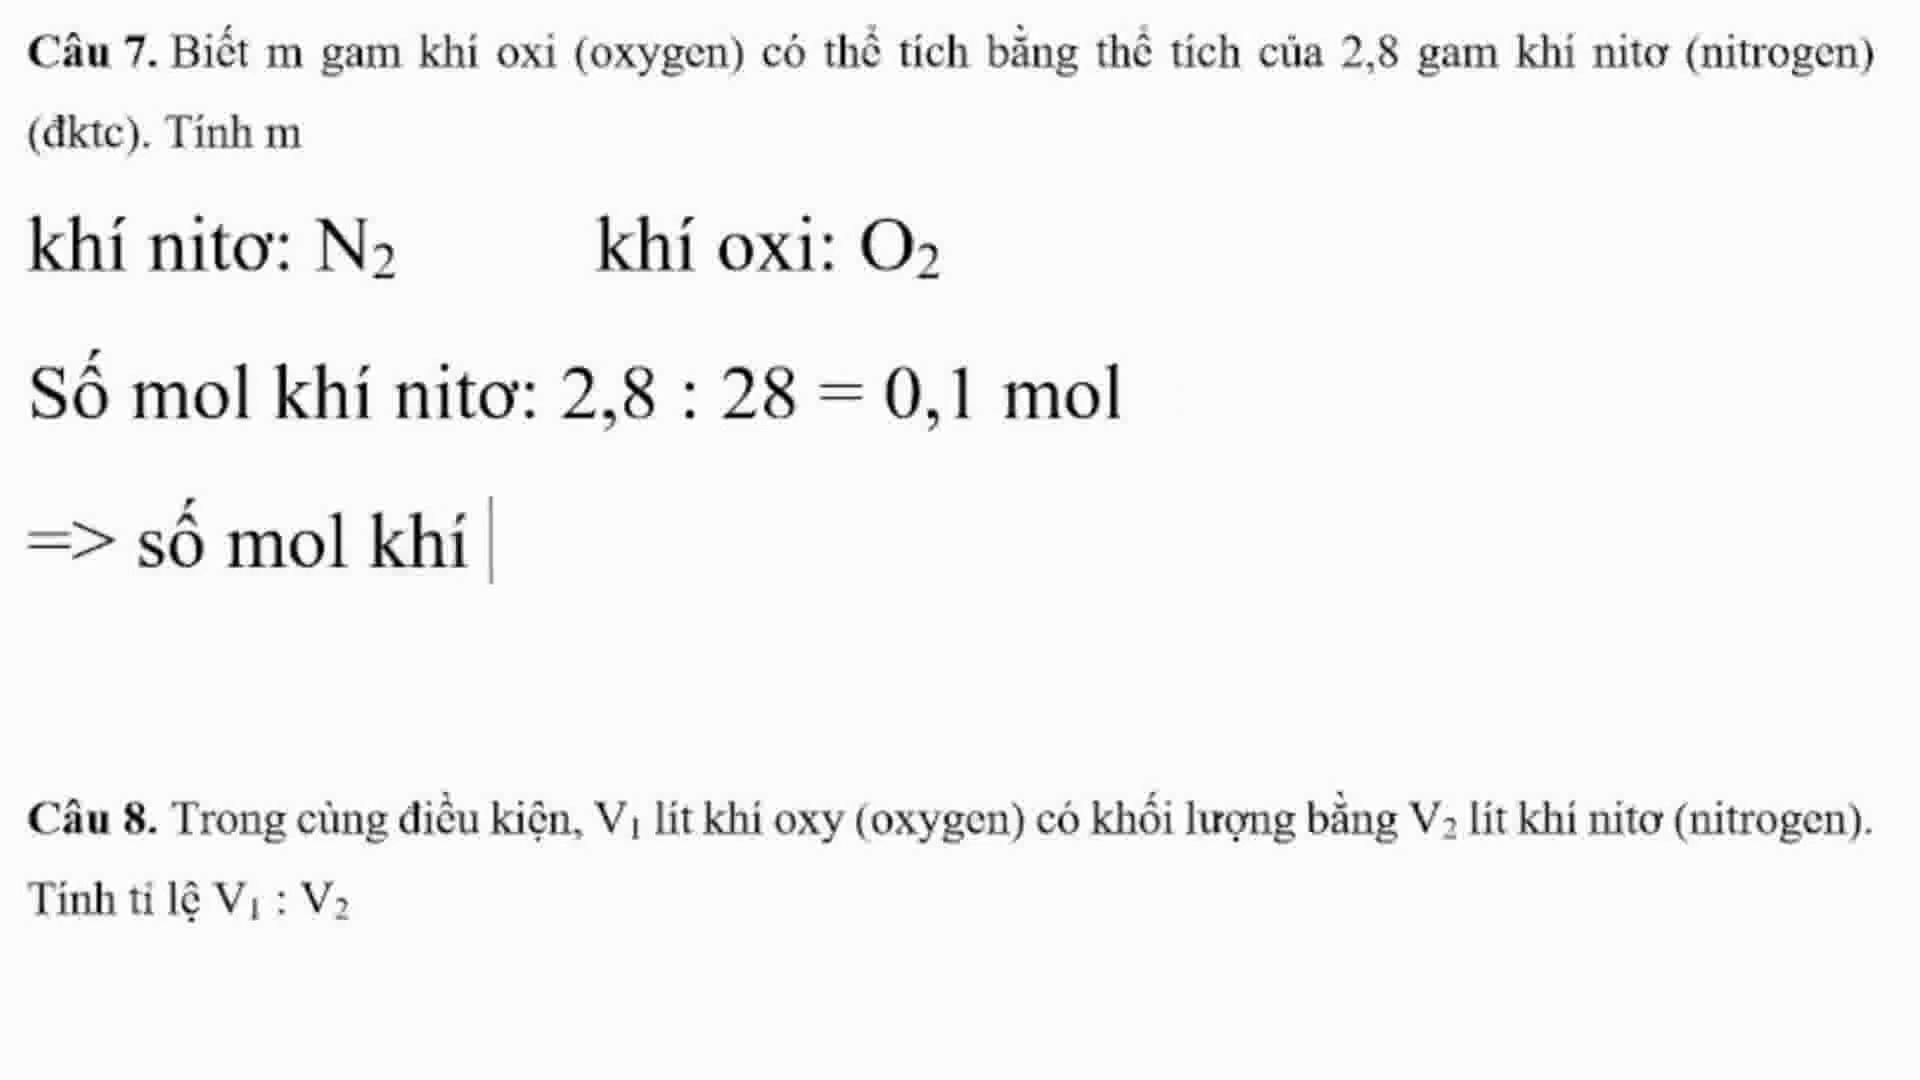 Câu 7. Biết m gam khí oxi (oxygen) có thể tích bằng thể tích của 2,8 gam khí nitơ (nitrogen)
(đktc). Tính m
khí nitơ: N₂ khí oxi: O₂
Số mol khí nitơ: 2,8 : 28 = 0,1 mol
=> số mol khí
Câu 8. Trong cùng điều kiện, V₁ lít khí oxy (oxygen) có khối lượng bằng V₂ lít khí nitơ (nitrogen).
Tính tỉ lệ V₁ : V₂